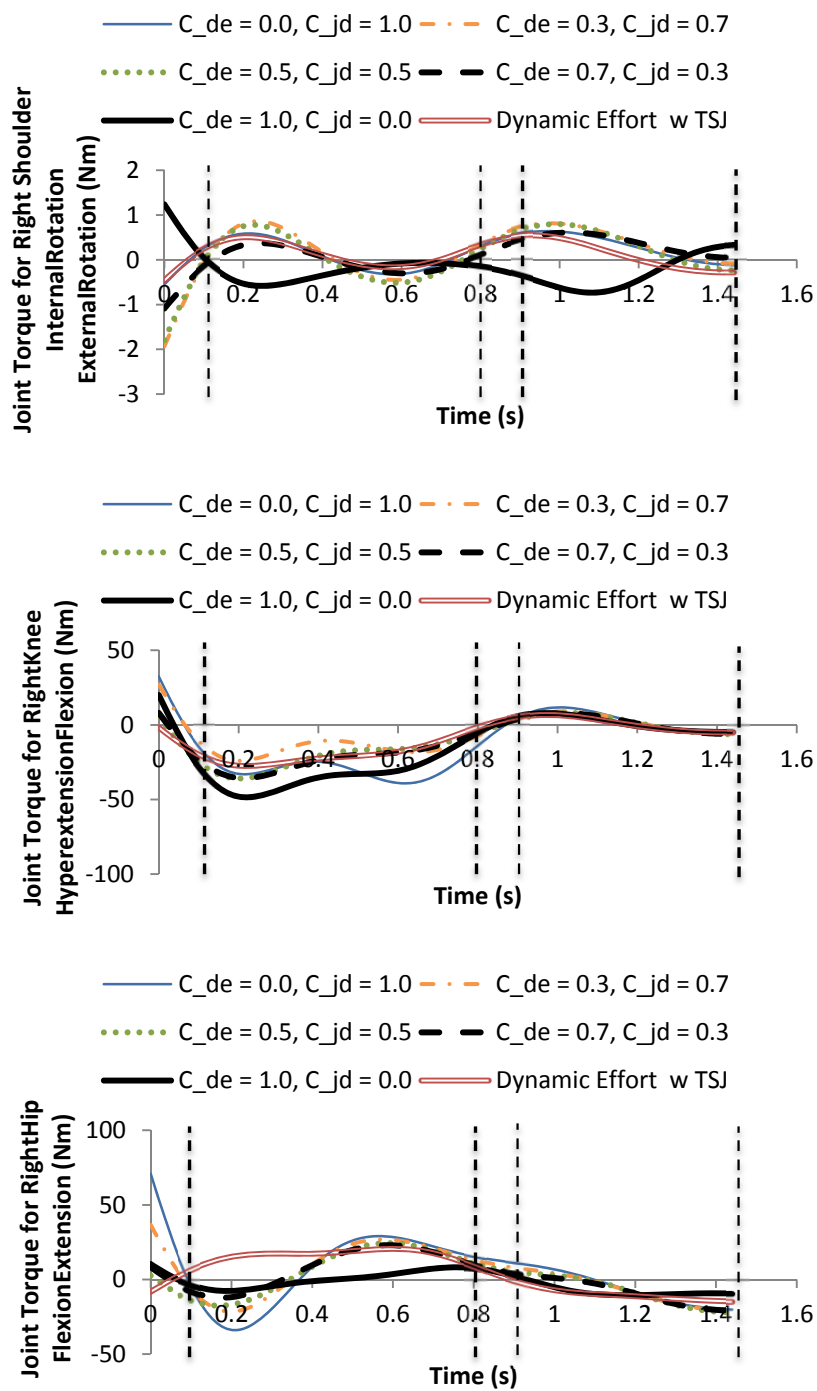 C_de = 0.0, C_jd = 1.0 C_de = 0.3, C_jd = 0.7
C_de = 0.5, C_jd = 0.5 C_de = 0.7, C_jd = 0.3
C_de = 1.0, C_jd = 0.0 Dynamic Effort w TSJ
Joint Torque for Right Shoulder
InternalRotation
ExternalRotation (Nm)
2
1
0
-1
-2
-3
0 0.2 0.4 0.6 0.8 1 1.2 1.4 1.6
Time (s)
C_de = 0.0, C_jd = 1.0 C_de = 0.3, C_jd = 0.7
C_de = 0.5, C_jd = 0.5 C_de = 0.7, C_jd = 0.3
C_de = 1.0, C_jd = 0.0 Dynamic Effort w TSJ
Joint Torque for RightKnee
HyperextensionFlexion (Nm)
50
0
-50
-100
0 0.2 0.4 0.6 0.8 1 1.2 1.4 1.6
Time (s)
C_de = 0.0, C_jd = 1.0 C_de = 0.3, C_jd = 0.7
C_de = 0.5, C_jd = 0.5 C_de = 0.7, C_jd = 0.3
C_de = 1.0, C_jd = 0.0 Dynamic Effort w TSJ
Joint Torque for RightHip
FlexionExtension (Nm)
100
50
0
-50
0 0.2 0.4 0.6 0.8 1 1.2 1.4 1.6
Time (s)